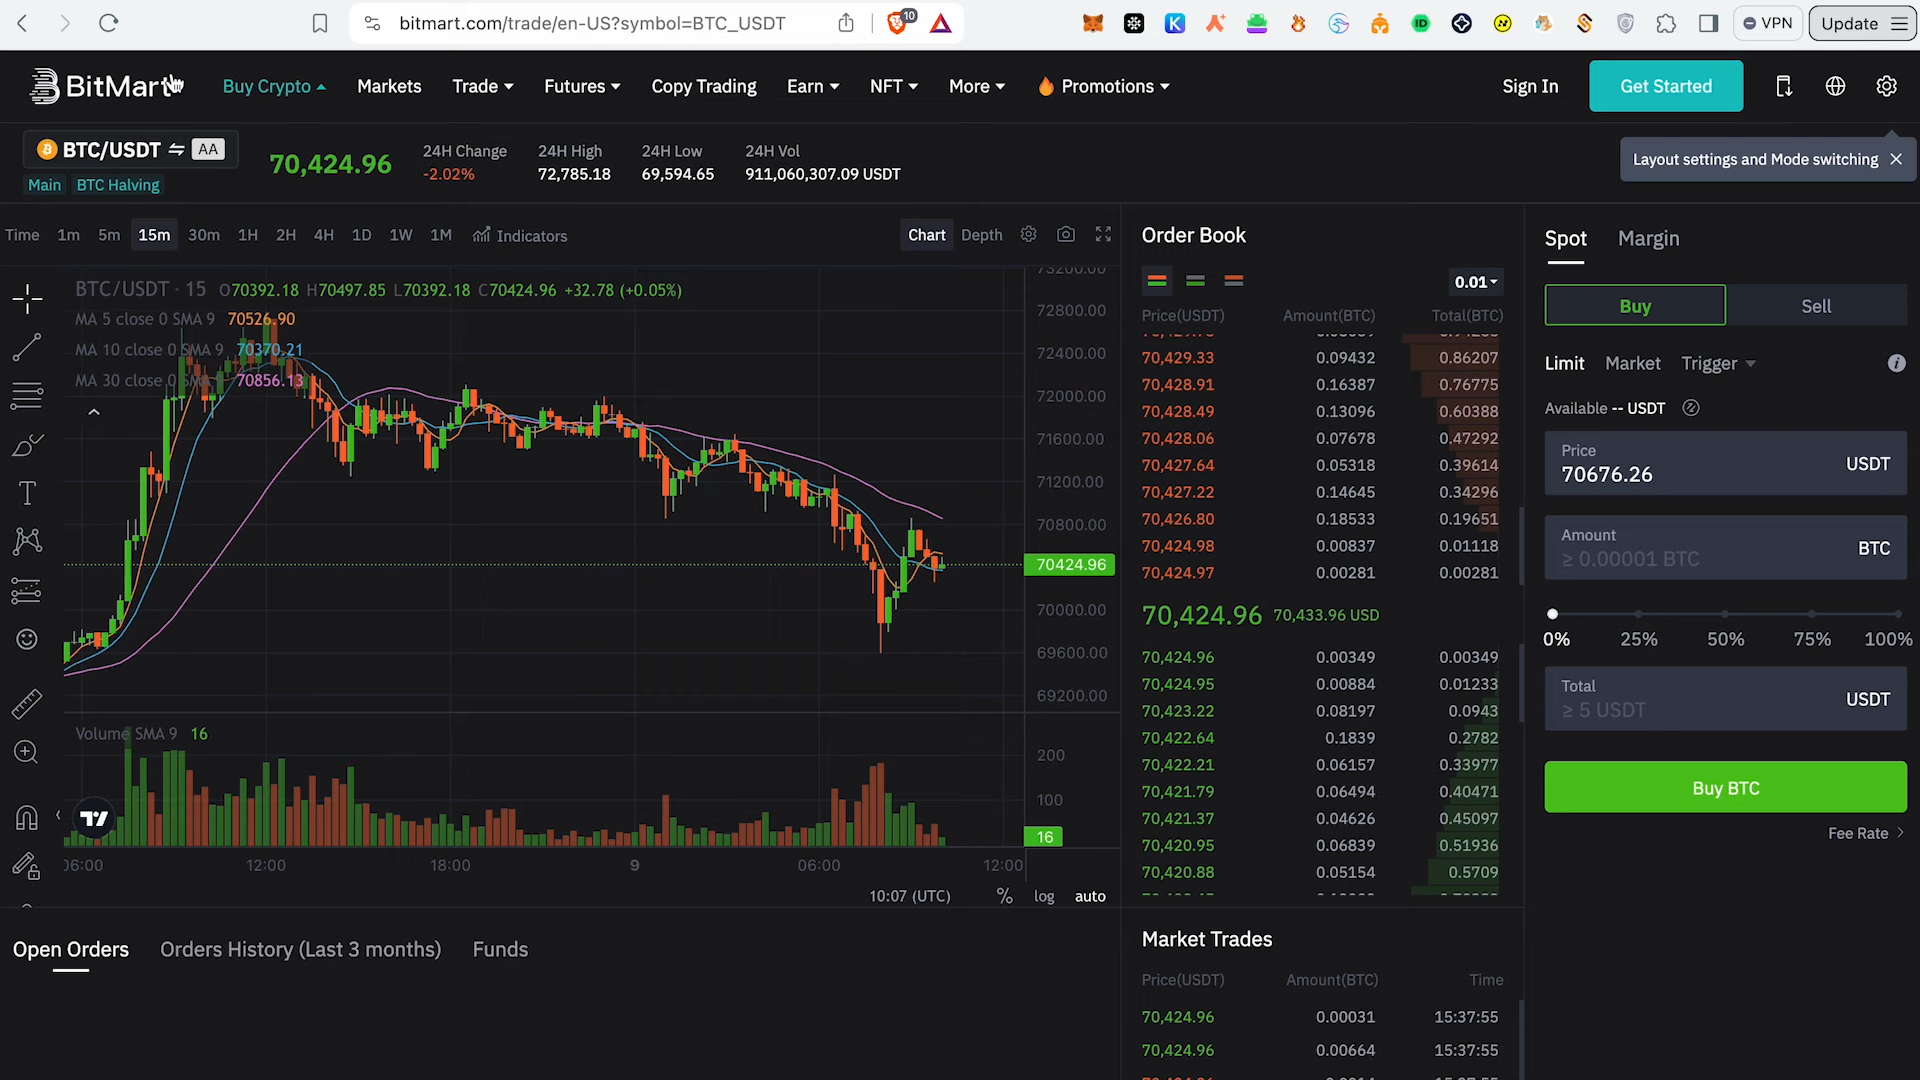 bitmart.com/trade/en-US?symbol=BTC_USDT
10
VPN
Update
BitMart
Buy Crypto
Markets
Trade
Futures
Copy Trading
Earn
NFT
More
Promotions
Sign In
Get Started
BTC/USDT AA
Main BTC Halving
70,424.96
24H Change
-2.02%
24H High
72,785.18
24H Low
69,594.65
24H Vol
911,060,307.09 USDT
Layout settings and Mode switching
Time 1m 5m 15m 30m 1H 2H 4H 1D 1W 1M Indicators
Chart Depth
BTC/USDT · 15 O70392.18 H70497.85 L70392.18 C70424.96 +32.78 (+0.05%)
MA 5 close 0 SMA 9 70526.90
MA 10 close 0 SMA 9 70370.21
MA 30 close 0 SMA 9 70856.13
73200.00
72800.00
72400.00
72000.00
71600.00
71200.00
70800.00
70424.96
70000.00
69600.00
69200.00
Volume SMA 9 16
200
100
16
06:00 12:00 18:00 9 06:00 12:00
10:07 (UTC) % log auto
Order Book
0.01
Price(USDT) Amount(BTC) Total(BTC)
70,429.33 0.09432 0.86207
70,428.91 0.16387 0.76775
70,428.49 0.13096 0.60388
70,428.06 0.07678 0.47292
70,427.64 0.05318 0.39614
70,427.22 0.14645 0.34296
70,426.80 0.18533 0.19651
70,424.98 0.00837 0.01118
70,424.97 0.00281 0.00281
70,424.96 70,433.96 USD
70,424.96 0.00349 0.00349
70,424.95 0.00884 0.01233
70,423.22 0.08197 0.0943
70,422.64 0.1839 0.2782
70,422.21 0.06157 0.33977
70,421.79 0.06494 0.40471
70,421.37 0.04626 0.45097
70,420.95 0.06839 0.51936
70,420.88 0.05154 0.5709
Market Trades
Price(USDT) Amount(BTC) Time
70,424.96 0.00031 15:37:55
70,424.96 0.00664 15:37:55
Spot Margin
Buy Sell
Limit Market Trigger
Available -- USDT
Price
70676.26 USDT
Amount
≥ 0.00001 BTC BTC
0% 25% 50% 75% 100%
Total
≥ 5 USDT USDT
Buy BTC
Fee Rate
Open Orders Orders History (Last 3 months) Funds